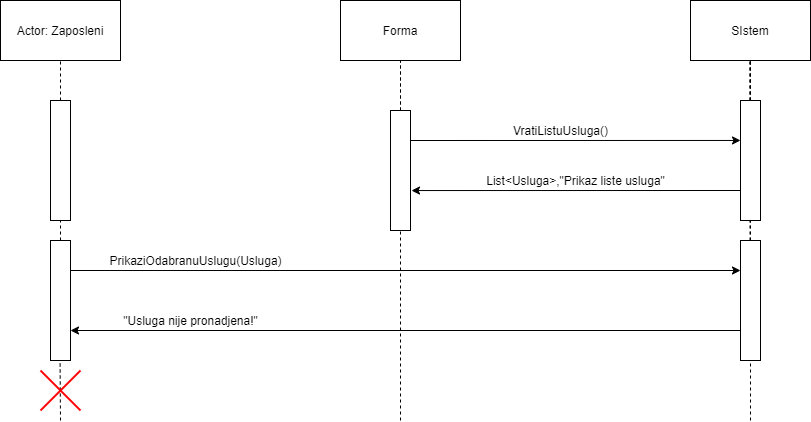 Actor: Zaposleni
Forma
SIstem
VratiListuUsluga()
List<Usluga>,"Prikaz liste usluga"
PrikaziOdabranuUslugu(Usluga)
"Usluga nije pronadjena!"